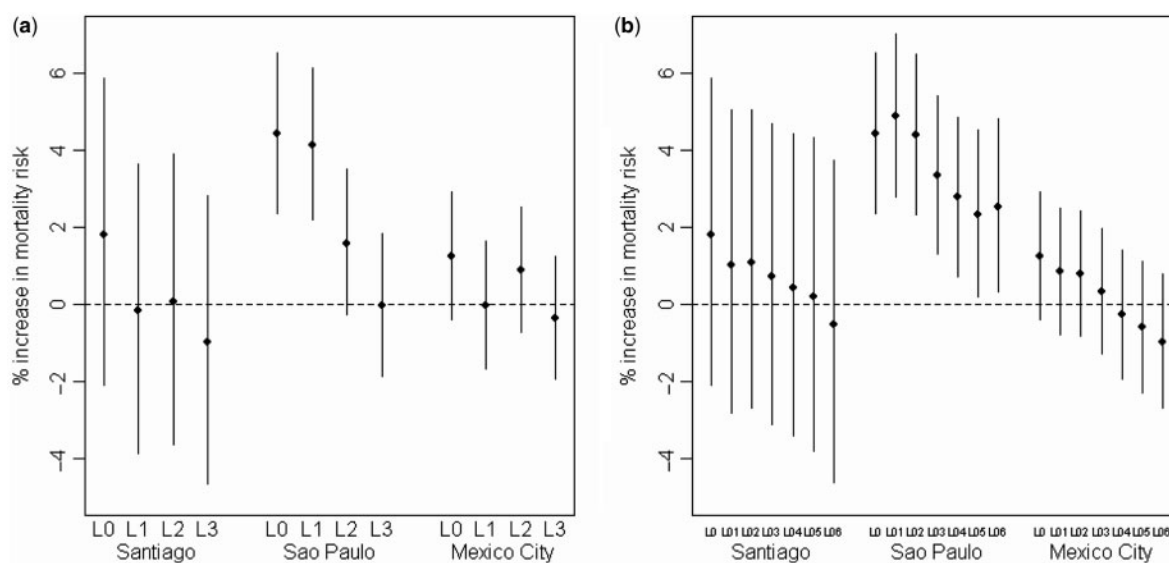 (a)
% increase in mortality risk
6
4
2
0
-2
-4
L0 L1 L2 L3 L0 L1 L2 L3 L0 L1 L2 L3
Santiago Sao Paulo Mexico City
(b)
% increase in mortality risk
6
4
2
0
-2
-4
L0 L01 L02 L03 L04 L05 L06 L0 L01 L02 L03 L04 L05 L06 L0 L01 L02 L03 L04 L05 L06
Santiago Sao Paulo Mexico City